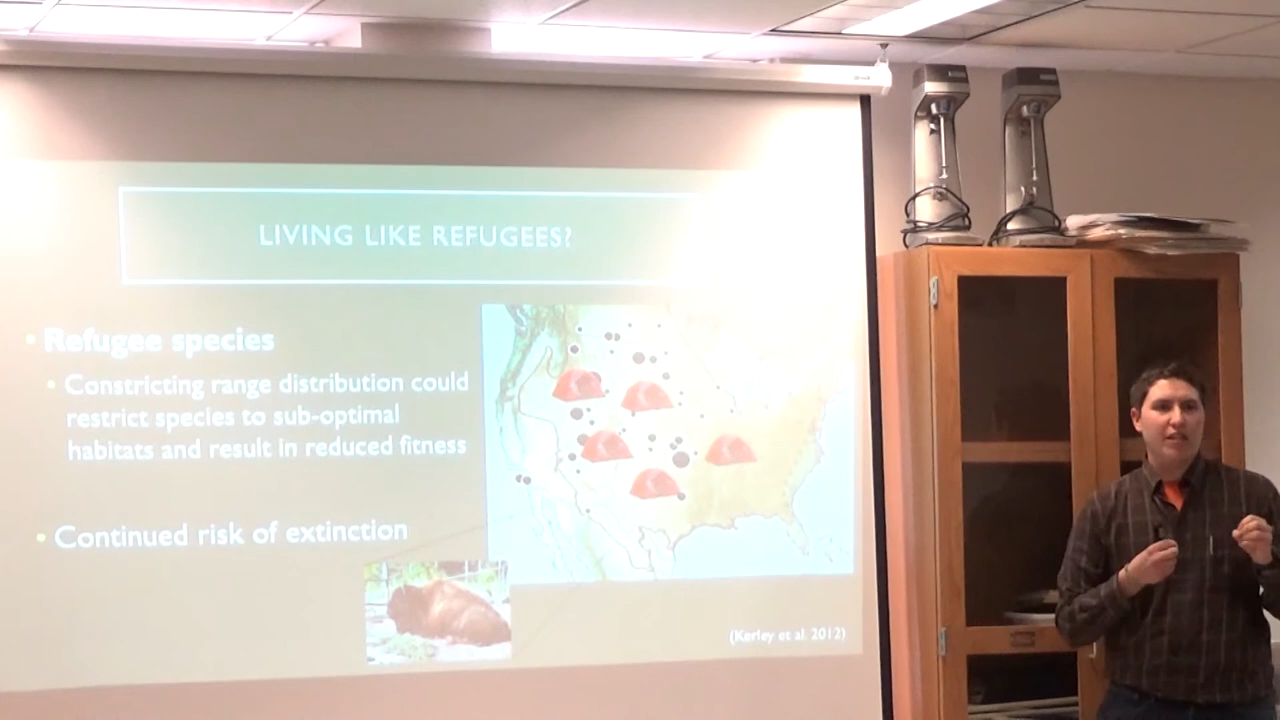 LIVING LIKE REFUGEES?
• Refugee species
• Constricting range distribution could
restrict species to sub-optimal
habitats and result in reduced fitness
• Continued risk of extinction
(Kerley et al. 2012)